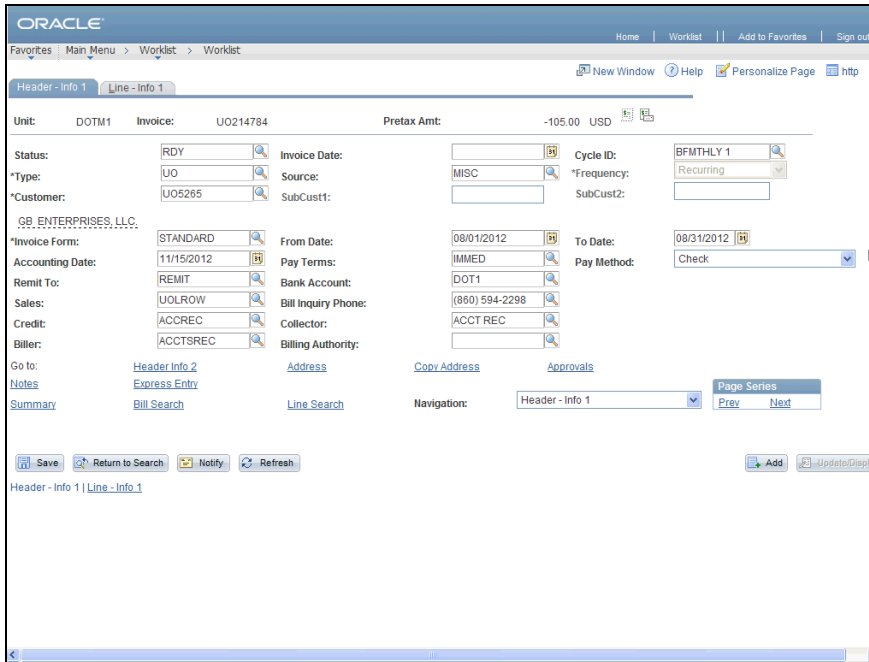 ORACLE®
Home | Worklist || Add to Favorites | Sign out
Favorites | Main Menu > Worklist > Worklist
New Window ? Help Personalize Page http
Header - Info 1 Line - Info 1
Unit: DOTM1 Invoice: UO214784 Pretax Amt: -105.00 USD
Status: RDY Invoice Date: Cycle ID: BFMTHLY 1
*Type: UO Source: MISC *Frequency: Recurring
*Customer: UO5265 SubCust1: SubCust2:
GB ENTERPRISES, LLC.
*Invoice Form: STANDARD From Date: 08/01/2012 To Date: 08/31/2012
Accounting Date: 11/15/2012 Pay Terms: IMMED Pay Method: Check
Remit To: REMIT Bank Account: DOT1
Sales: UOLROW Bill Inquiry Phone: (860) 594-2298
Credit: ACCREC Collector: ACCT REC
Biller: ACCTSREC Billing Authority:
Go to: Header Info 2 Address Copy Address Approvals
Notes Express Entry Page Series
Summary Bill Search Line Search Navigation: Header - Info 1 Prev Next
Save Return to Search Notify Refresh Add Update/Disp
Header - Info 1 | Line - Info 1